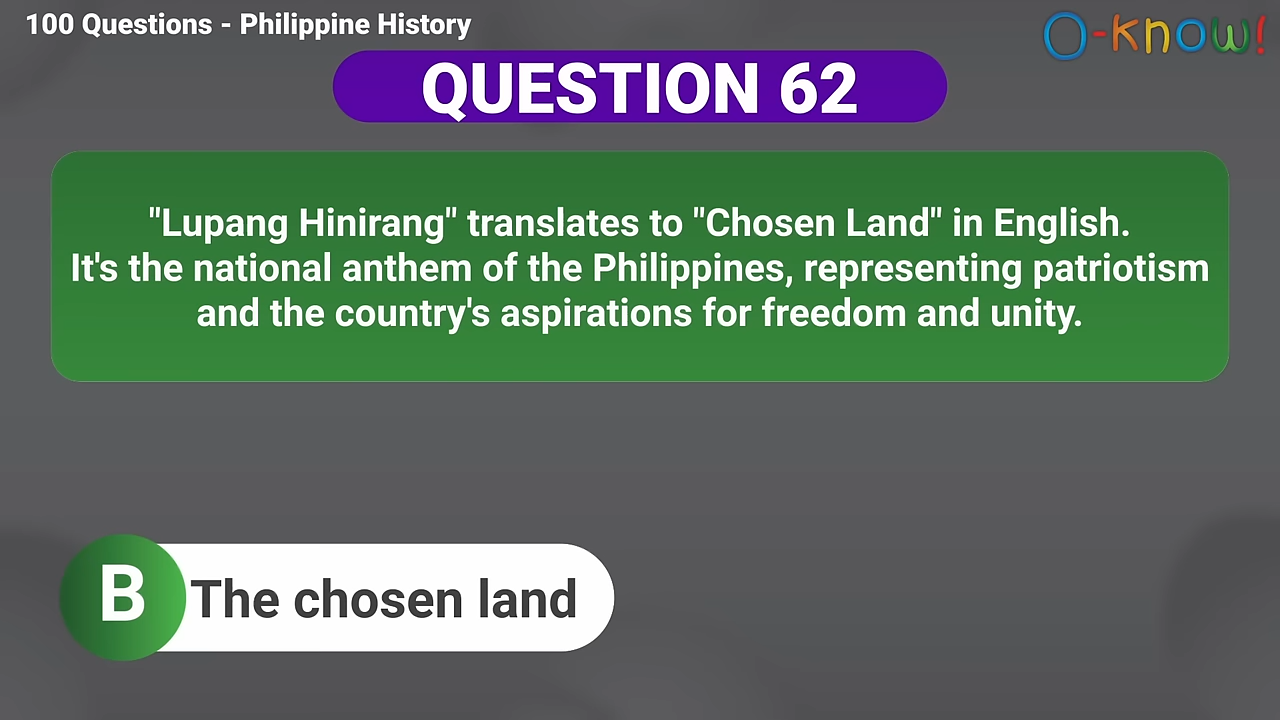 100 Questions - Philippine History
O-know!
QUESTION 62
"Lupang Hinirang" translates to "Chosen Land" in English.
It's the national anthem of the Philippines, representing patriotism
and the country's aspirations for freedom and unity.
B The chosen land